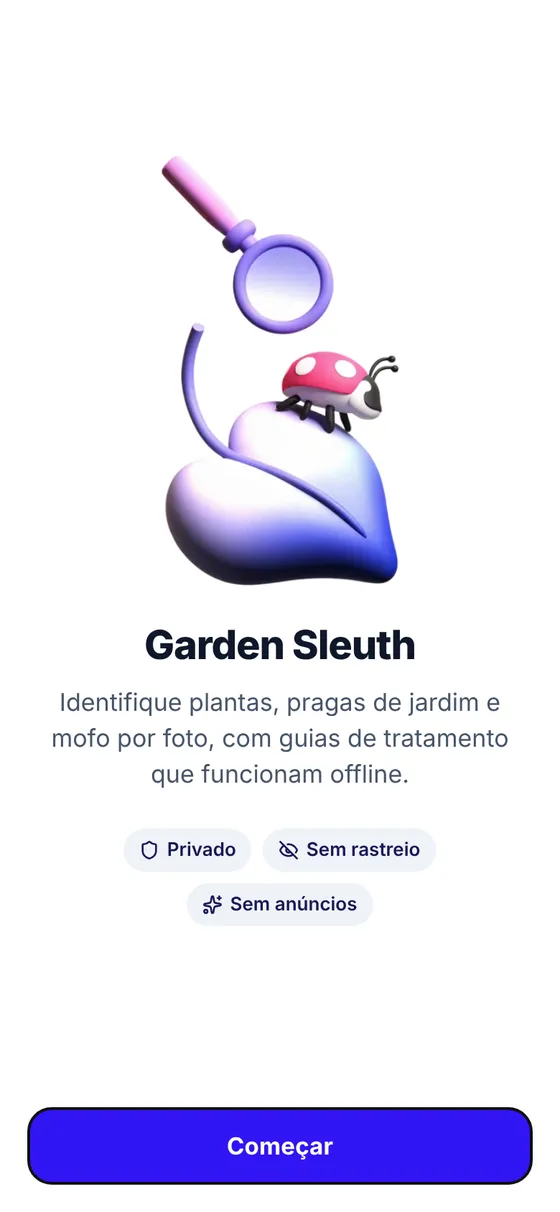 Garden Sleuth
Identifique plantas, pragas de jardim e
mofo por foto, com guias de tratamento
que funcionam offline.
Privado
Sem rastreio
Sem anúncios
Começar